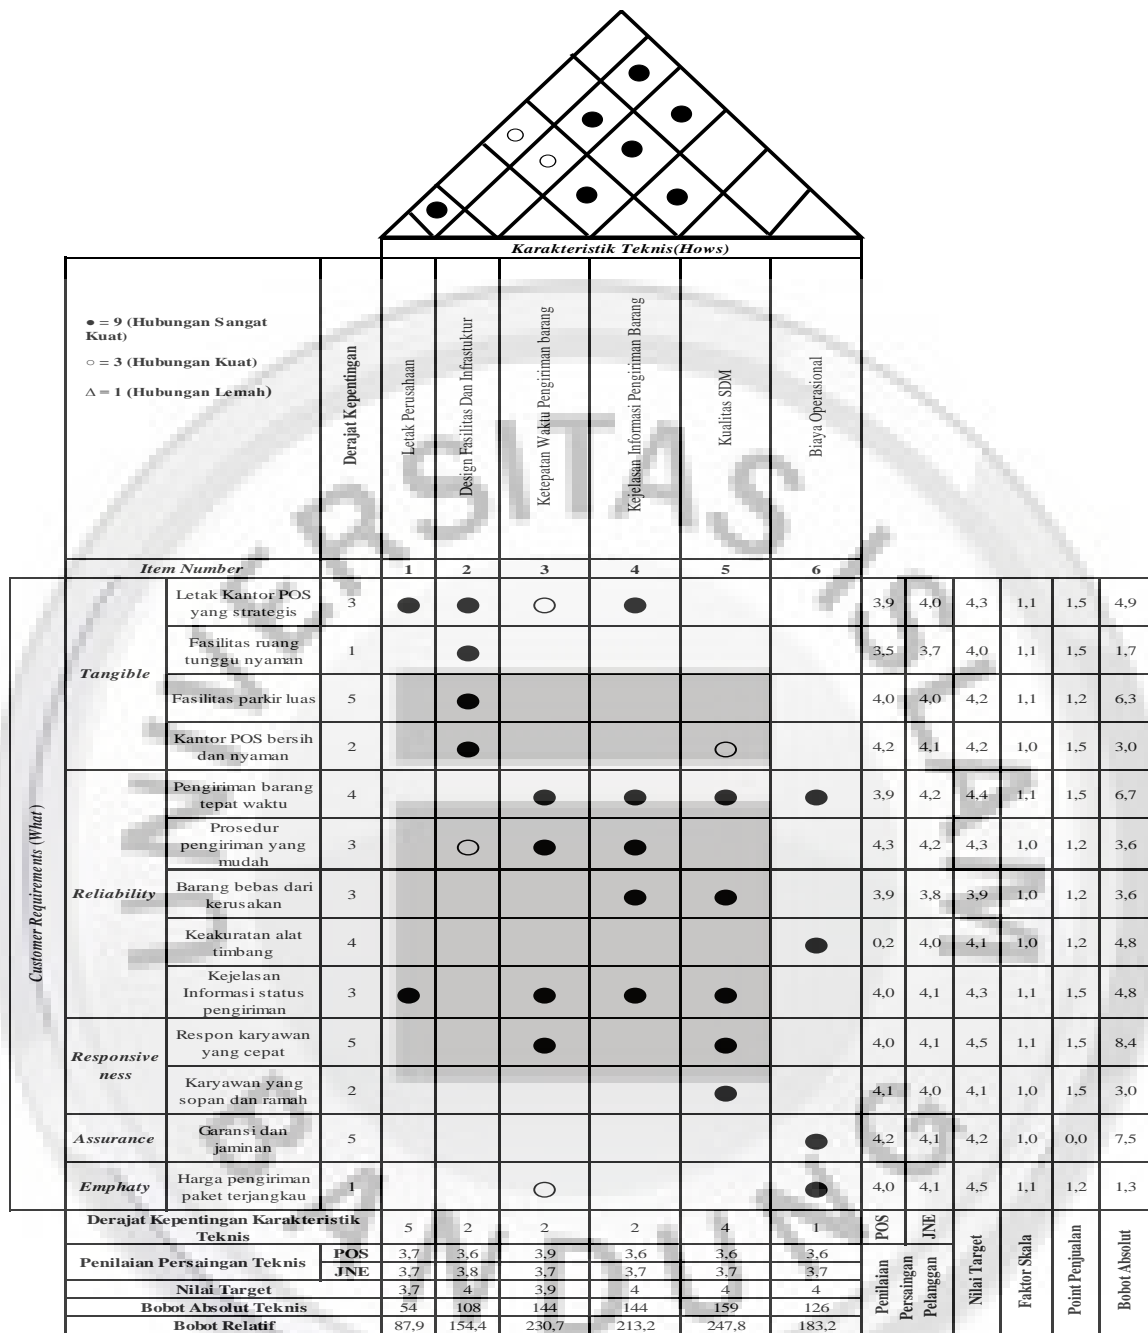 Karakteristik Teknis(Hows)
● = 9 (Hubungan Sangat
Kuat)
○ = 3 (Hubungan Kuat)
Δ = 1 (Hubungan Lemah)
Derajat Kepentingan
Letak Perusahaan
Design Fasilitas Dan Infrastuktur
Ketepatan Waktu Pengiriman barang
Kejelasan Informasi Pengiriman Barang
Kualitas SDM
Biaya Operasional
Item Number 1 2 3 4 5 6
Customer Requirements (What)
Tangible
Letak Kantor POS
yang strategis
3 ● ● ○ ● 3,9 4,0 4,3 1,1 1,5 4,9
Fasilitas ruang
tunggu nyaman
1 ● 3,5 3,7 4,0 1,1 1,5 1,7
Fasilitas parkir luas 5 ● 4,0 4,0 4,2 1,1 1,2 6,3
Kantor POS bersih
dan nyaman
2 ● ○ 4,2 4,1 4,2 1,0 1,5 3,0
Reliability
Pengiriman barang
tepat waktu
4 ● ● ● ● 3,9 4,2 4,4 1,1 1,5 6,7
Prosedur
pengiriman yang
mudah
3 ○ ● ● 4,3 4,2 4,3 1,0 1,2 3,6
Barang bebas dari
kerusakan
3 ● ● 3,9 3,8 3,9 1,0 1,2 3,6
Keakuratan alat
timbang
4 ● 0,2 4,0 4,1 1,0 1,2 4,8
Kejelasan
Informasi status
pengiriman
3 ● ● ● ● 4,0 4,1 4,3 1,1 1,5 4,8
Responsive
ness
Respon karyawan
yang cepat
5 ● ● 4,0 4,1 4,5 1,1 1,5 8,4
Karyawan yang
sopan dan ramah
2 ● 4,1 4,0 4,1 1,0 1,5 3,0
Assurance
Garansi dan
jaminan
5 ● 4,2 4,1 4,2 1,0 0,0 7,5
Emphaty
Harga pengiriman
paket terjangkau
1 ○ ● 4,0 4,1 4,5 1,1 1,2 1,3
Derajat Kepentingan Karakteristik
Teknis
5 2 2 2 4 1
Penilaian Persaingan Teknis
POS 3,7 3,6 3,9 3,6 3,6 3,6
JNE 3,7 3,8 3,7 3,7 3,7 3,7
Nilai Target 3,7 4 3,9 4 4 4
Bobot Absolut Teknis 54 108 144 144 159 126
Bobot Relatif 87,9 154,4 230,7 213,2 247,8 183,2
POS
JNE
Penilaian
Persaingan
Pelanggan
Nilai Target
Faktor Skala
Point Penjualan
Bobot Absolut
UNIVERSITAS ISLAM
BANDUNG